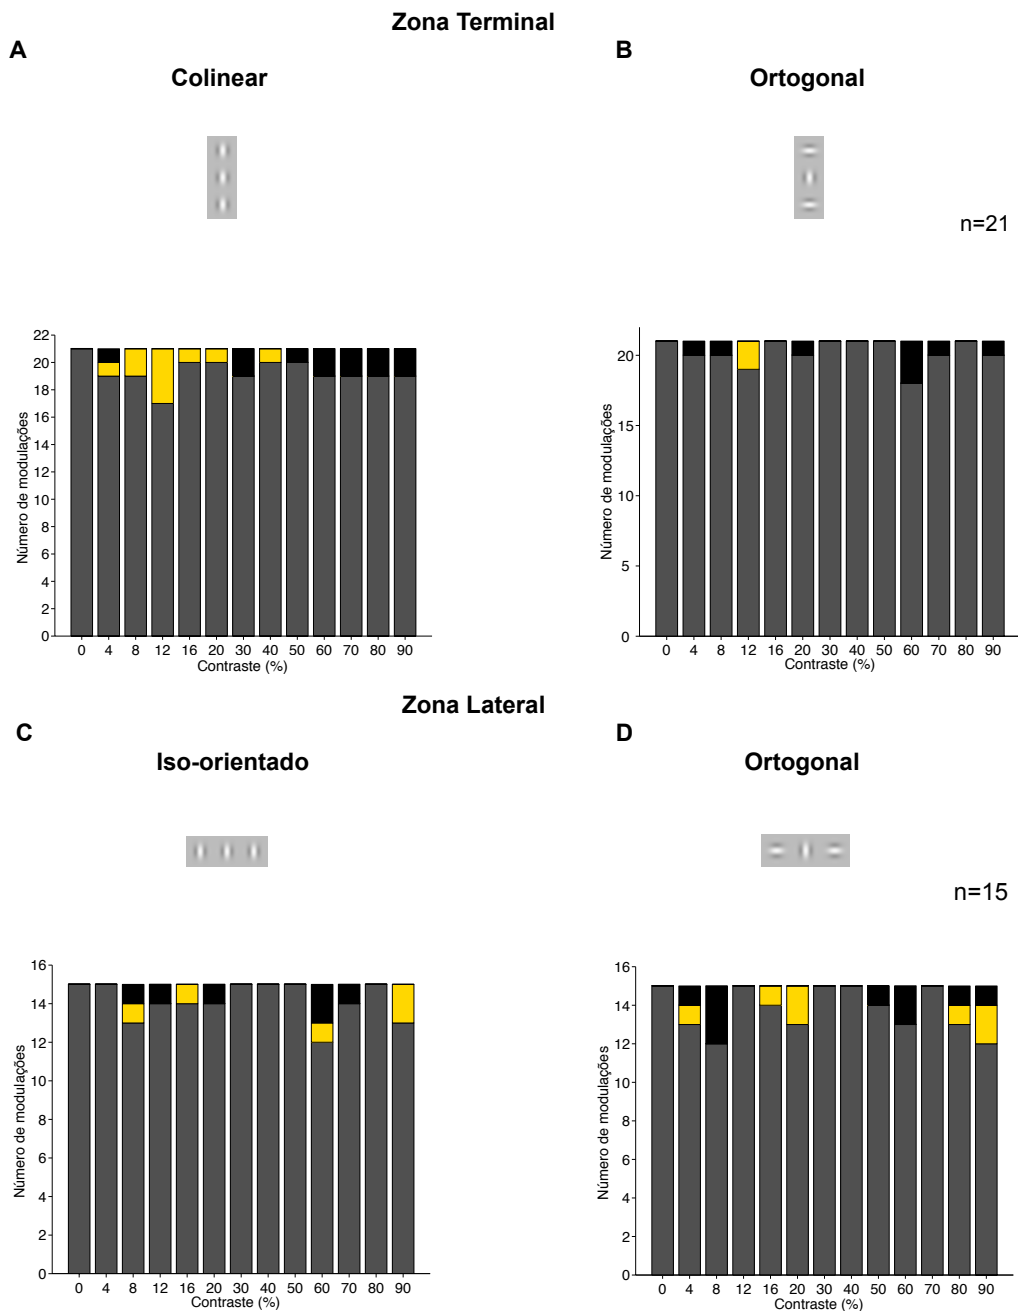 Zona Terminal
A
B
Colinear
Ortogonal
n=21
22
20
18
16
14
12
10
8
6
4
2
0
Número de modulações
0 4 8 12 16 20 30 40 50 60 70 80 90
Contraste (%)
20
15
10
5
0
Número de modulações
0 4 8 12 16 20 30 40 50 60 70 80 90
Contraste (%)
Zona Lateral
C
D
Iso-orientado
Ortogonal
n=15
16
14
12
10
8
6
4
2
0
Número de modulações
0 4 8 12 16 20 30 40 50 60 70 80 90
Contraste (%)
16
14
12
10
8
6
4
2
0
Número de modulações
0 4 8 12 16 20 30 40 50 60 70 80 90
Contraste (%)